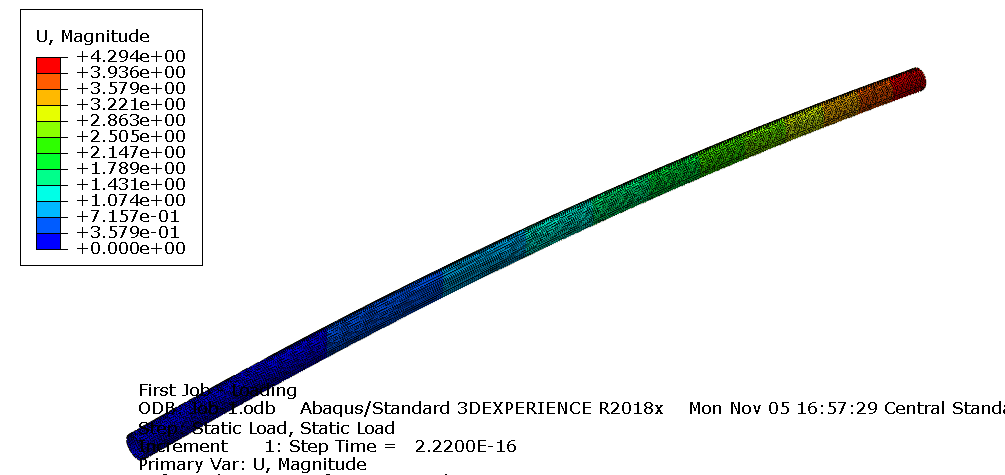 U, Magnitude
+4.294e+00
+3.936e+00
+3.579e+00
+3.221e+00
+2.863e+00
+2.505e+00
+2.147e+00
+1.789e+00
+1.431e+00
+1.074e+00
+7.157e-01
+3.579e-01
+0.000e+00
First Job
ODB: .odb Abaqus/Standard 3DEXPERIENCE R2018x Mon Nov 05 16:57:29 Central Standa
Static Load, Static Load
1: Step Time = 2.2200E-16
Primary Var: U, Magnitude